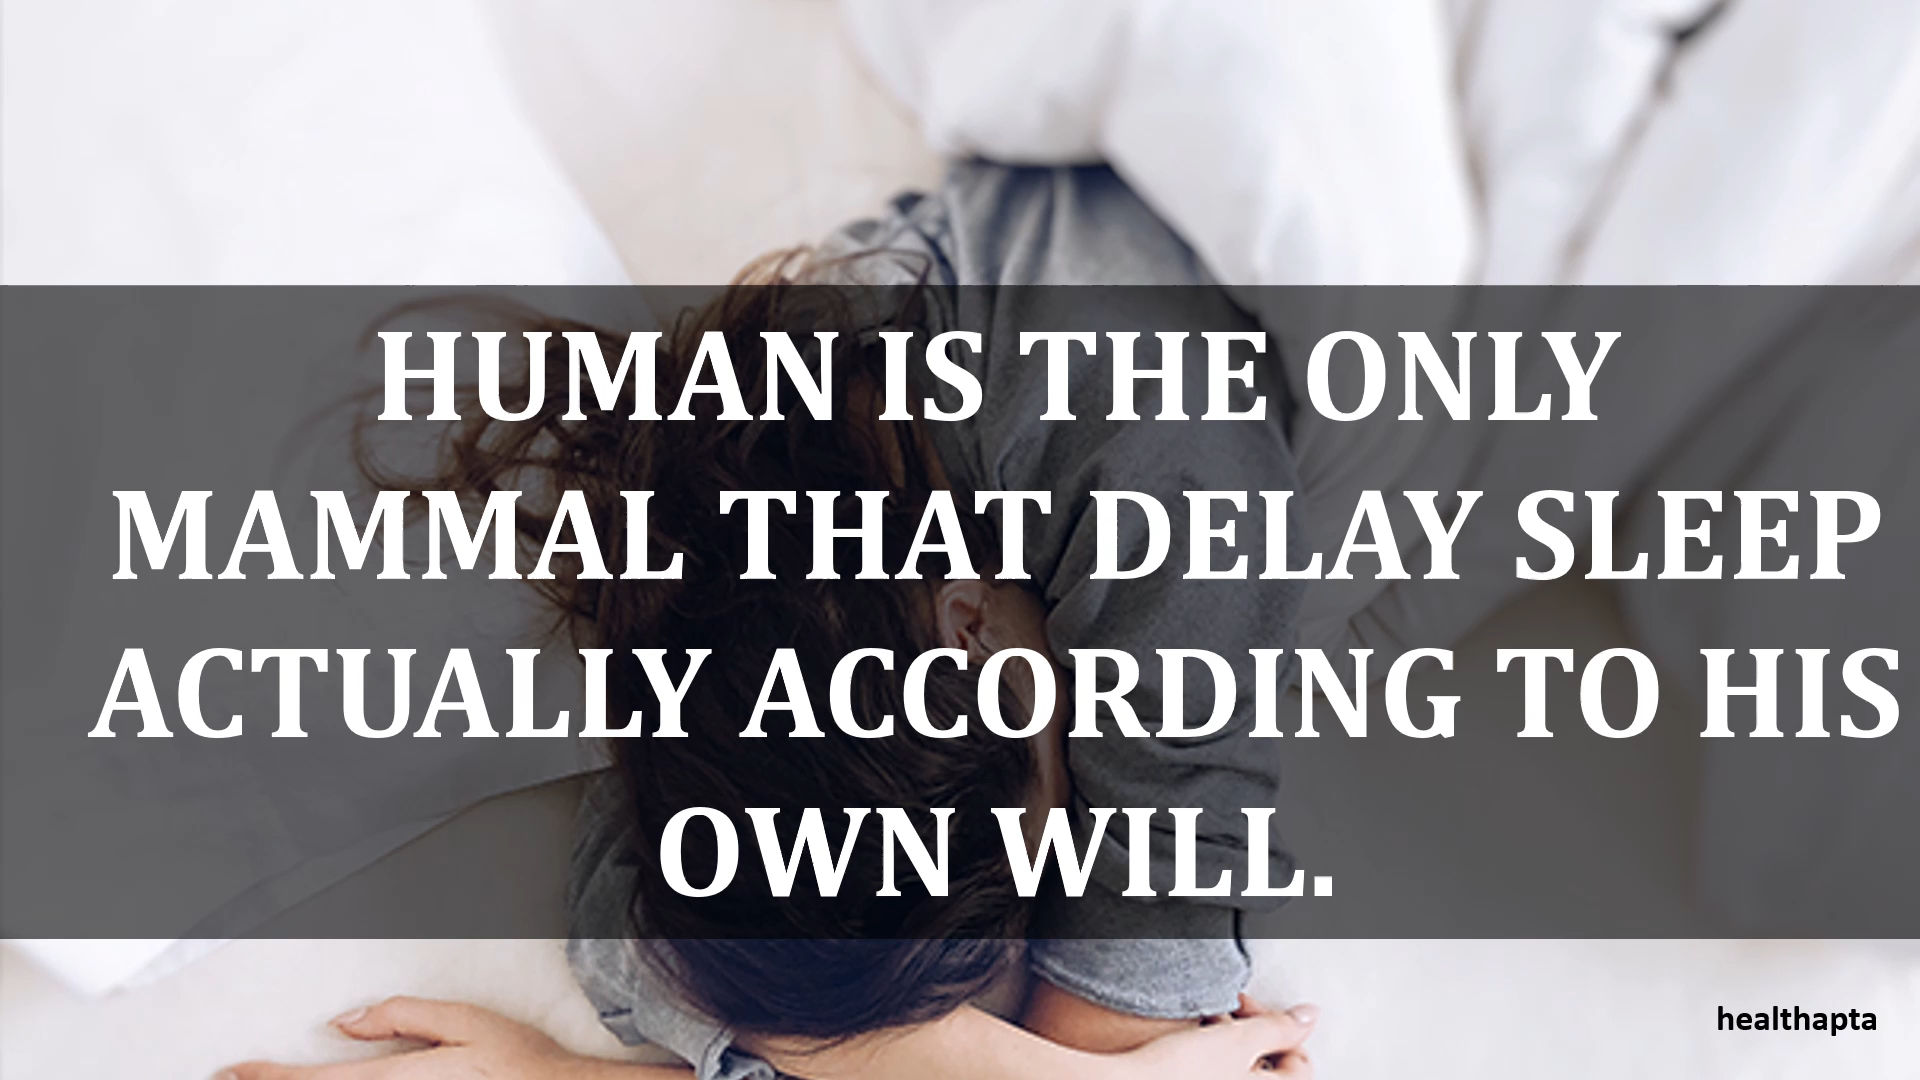 HUMAN IS THE ONLY
MAMMAL THAT DELAY SLEEP
ACTUALLY ACCORDING TO HIS
OWN WILL.
healthapta